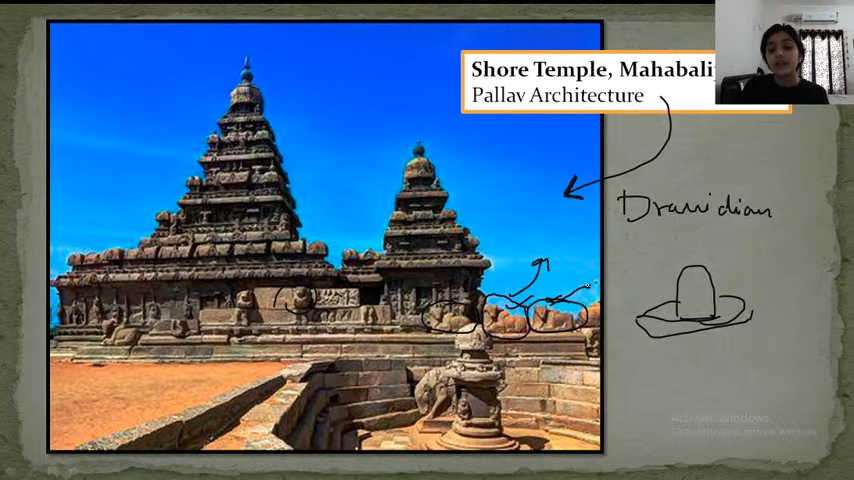 Shore Temple, Mahabali
Pallav Architecture
Dravidian
Activate Windows